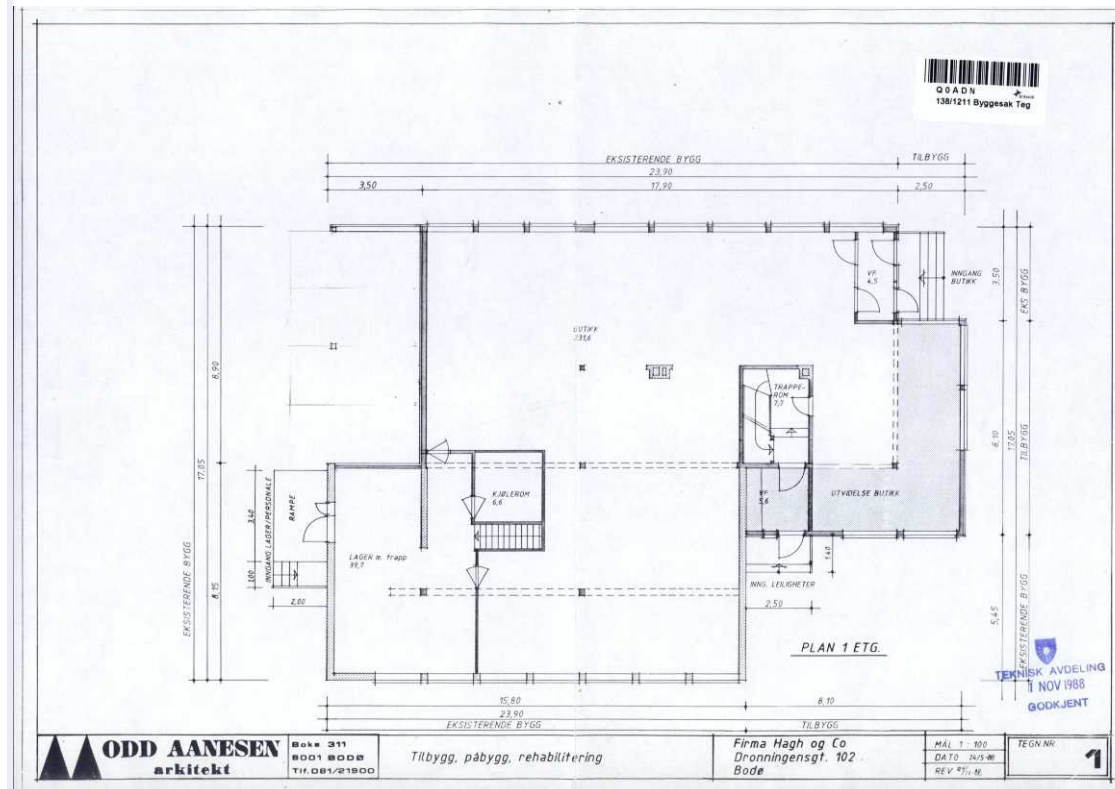 Q0ADN
138/1211 Byggesak Teg
EKSISTERENDE BYGG
TILBYGG
23,90
3,50
17,90
2,50
VF.
4,5
INNGANG
BUTIKK
3,50
EKS BYGG
BUTIKK
231,6
8,90
TRAPPE-
ROM
7,7
8,10
17,05
TILBYGG
17,05
EKSISTERENDE BYGG
INNGANG LAGER/PERSONALE
RAMPE
3,40
1,00
8,15
2,00
KJØLEROM
6,6
VF
5,6
UTVIDELSE BUTIKK
LAGER m. trapp
39,7
1,40
INNG. LEILIGHETER
2,50
5,45
EKSISTERENDE BYGG
PLAN 1 ETG.
TEKNISK AVDELING
1 NOV 1988
GODKJENT
15,80
8,10
23,90
EKSISTERENDE BYGG
TILBYGG
ODD AANESEN
arkitekt
Boks 311
8001 BODØ
Tlf.081/21900
Tilbygg, påbygg, rehabilitering
Firma Hagh og Co
Dronningensgt. 102
Bodø
MÅL 1 : 100
DATO 24/5-88
REV
TEGN.NR.
1